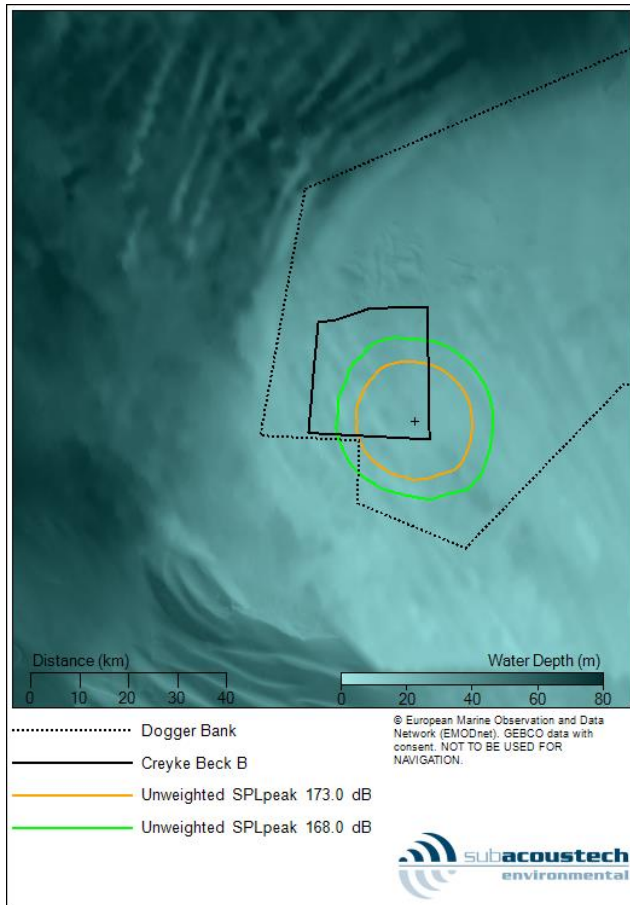 Distance (km)
0 10 20 30 40
Water Depth (m)
0 20 40 60 80
Dogger Bank
Creyke Beck B
Unweighted SPLpeak 173.0 dB
Unweighted SPLpeak 168.0 dB
© European Marine Observation and Data
Network (EMODnet). GEBCO data with
consent. NOT TO BE USED FOR
NAVIGATION.
subacoustech
environmental